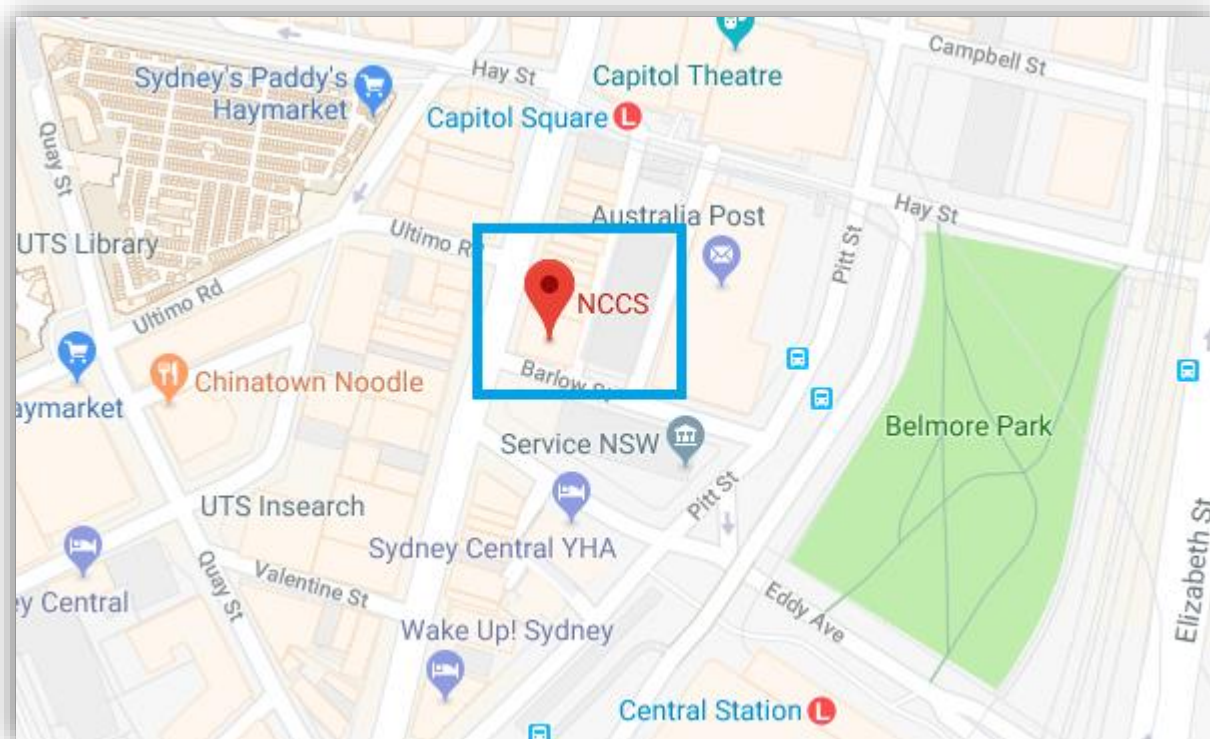 Campbell St
Sydney's Paddy's
Haymarket
Hay St
Capitol Theatre
Capitol Square
L
Quay St
Hay St
Australia Post
Ultimo Rd
UTS Library
Pitt St
NCCS
Ultimo Rd
Barlow St
Chinatown Noodle
aymarket
Belmore Park
Service NSW
Pitt St
UTS Insearch
Elizabeth St
Sydney Central YHA
Valentine St
Quay St
ey Central
Eddy Ave
Wake Up! Sydney
Central Station
L